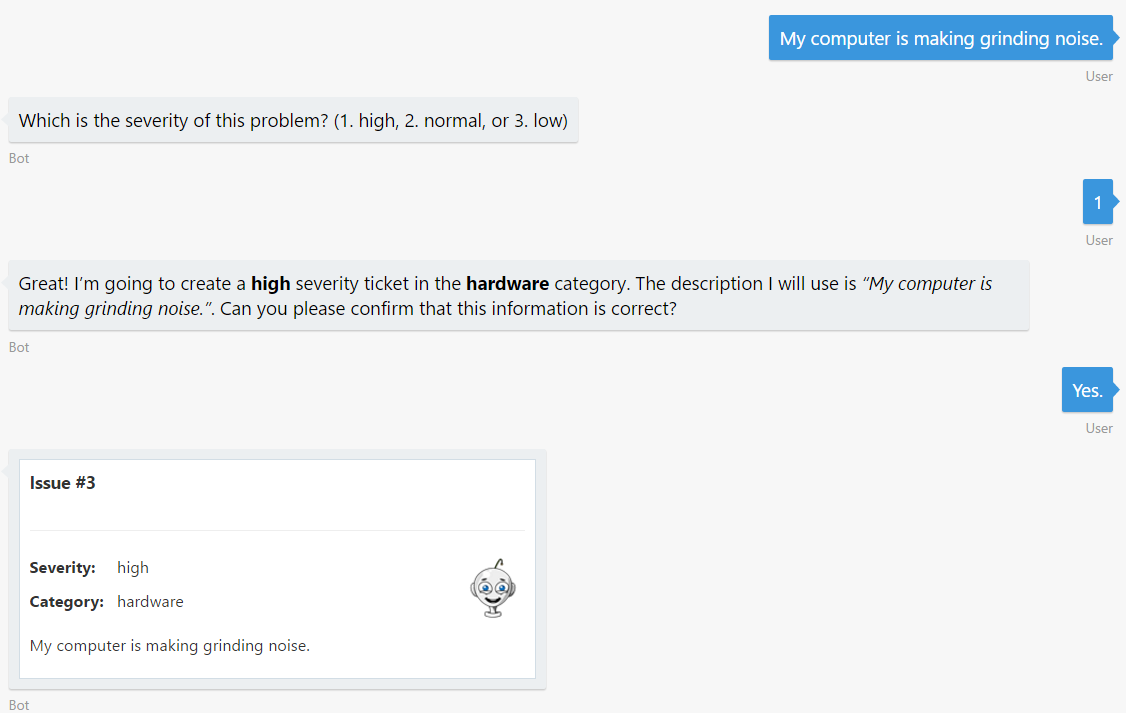 My computer is making grinding noise.
User
Which is the severity of this problem? (1. high, 2. normal, or 3. low)
Bot
1
User
Great! I'm going to create a high severity ticket in the hardware category. The description I will use is “My computer is
making grinding noise.”. Can you please confirm that this information is correct?
Bot
Yes.
User
Issue #3
Severity: high
Category: hardware
My computer is making grinding noise.
Bot